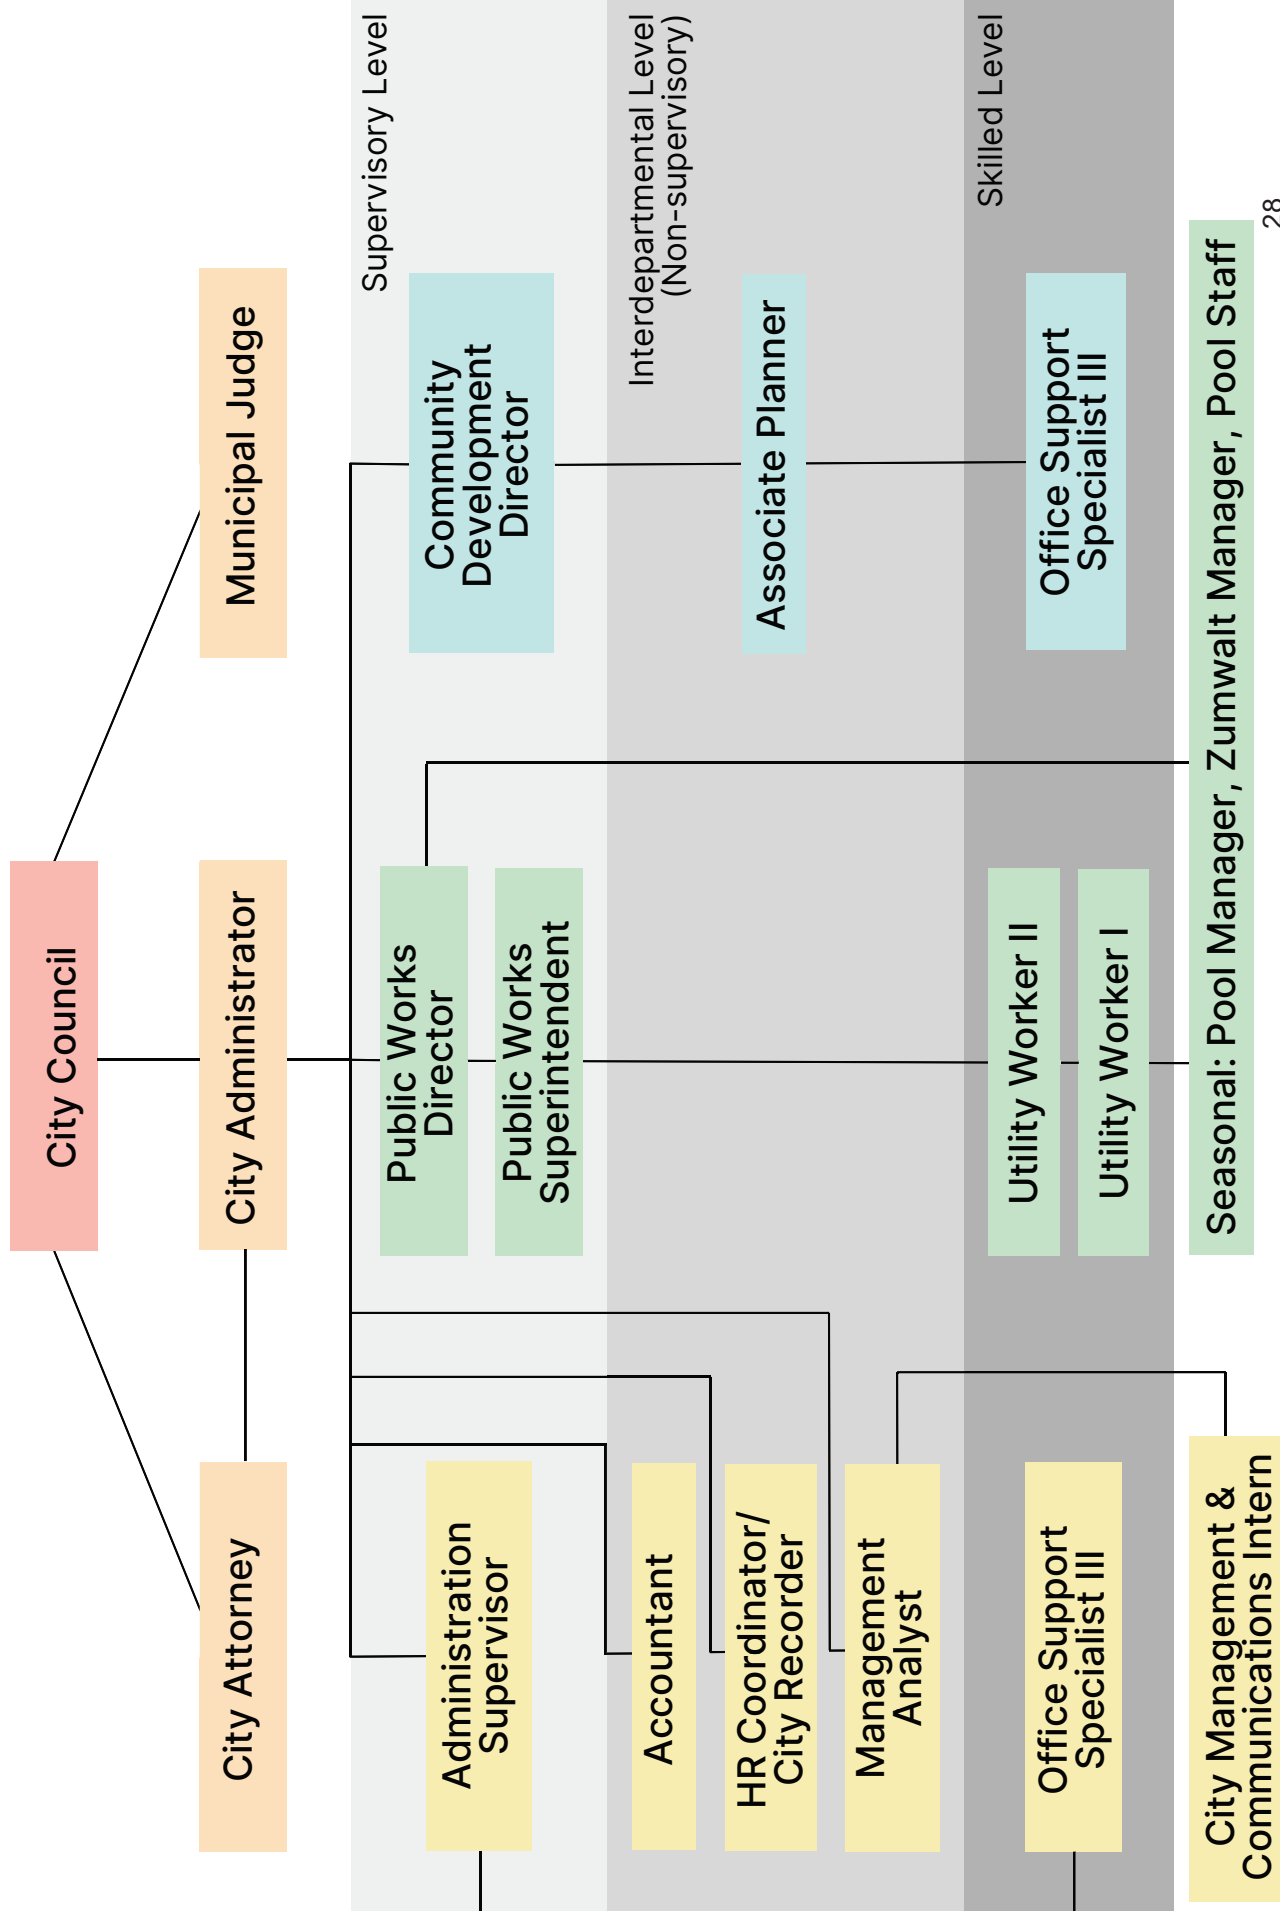 City Council
City Attorney
City Administrator
Municipal Judge
Supervisory Level
Administration
Supervisor
Public Works
Director
Public Works
Superintendent
Community
Development
Director
Interdepartmental Level
(Non-supervisory)
Accountant
HR Coordinator/
City Recorder
Management
Analyst
Associate Planner
Skilled Level
Office Support
Specialist III
Utility Worker II
Utility Worker I
Office Support
Specialist III
City Management &
Communications Intern
Seasonal: Pool Manager, Zumwalt Manager, Pool Staff
28